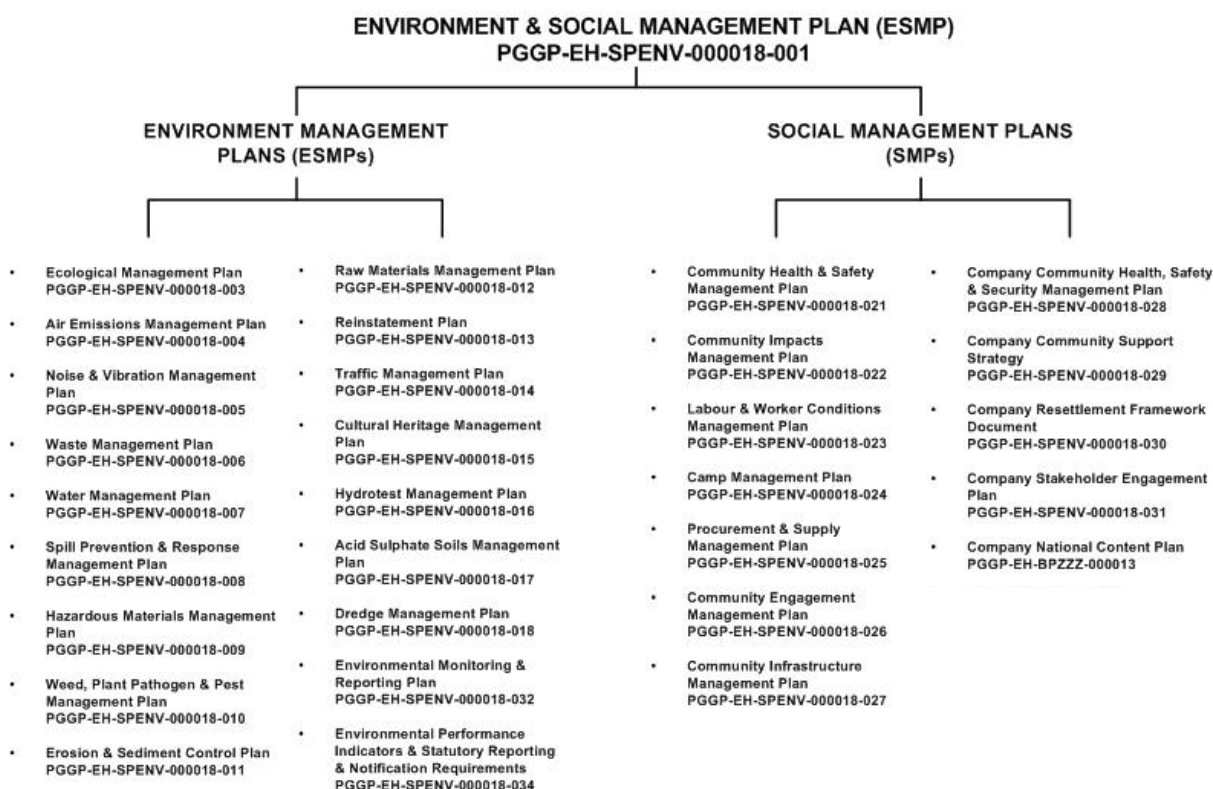 ENVIRONMENT & SOCIAL MANAGEMENT PLAN (ESMP)
PGGP-EH-SPENV-000018-001
ENVIRONMENT MANAGEMENT
PLANS (ESMPs)
• Ecological Management Plan
PGGP-EH-SPENV-000018-003
• Air Emissions Management Plan
PGGP-EH-SPENV-000018-004
• Noise & Vibration Management
Plan
PGGP-EH-SPENV-000018-005
• Waste Management Plan
PGGP-EH-SPENV-000018-006
• Water Management Plan
PGGP-EH-SPENV-000018-007
• Spill Prevention & Response
Management Plan
PGGP-EH-SPENV-000018-008
• Hazardous Materials Management
Plan
PGGP-EH-SPENV-000018-009
• Weed, Plant Pathogen & Pest
Management Plan
PGGP-EH-SPENV-000018-010
• Erosion & Sediment Control Plan
PGGP-EH-SPENV-000018-011
• Raw Materials Management Plan
PGGP-EH-SPENV-000018-012
• Reinstatement Plan
PGGP-EH-SPENV-000018-013
• Traffic Management Plan
PGGP-EH-SPENV-000018-014
• Cultural Heritage Management
Plan
PGGP-EH-SPENV-000018-015
• Hydrotest Management Plan
PGGP-EH-SPENV-000018-016
• Acid Sulphate Soils Management
Plan
PGGP-EH-SPENV-000018-017
• Dredge Management Plan
PGGP-EH-SPENV-000018-018
• Environmental Monitoring &
Reporting Plan
PGGP-EH-SPENV-000018-032
• Environmental Performance
Indicators & Statutory Reporting
& Notification Requirements
PGGP-EH-SPENV-000018-034
SOCIAL MANAGEMENT PLANS
(SMPs)
• Community Health & Safety
Management Plan
PGGP-EH-SPENV-000018-021
• Community Impacts
Management Plan
PGGP-EH-SPENV-000018-022
• Labour & Worker Conditions
Management Plan
PGGP-EH-SPENV-000018-023
• Camp Management Plan
PGGP-EH-SPENV-000018-024
• Procurement & Supply
Management Plan
PGGP-EH-SPENV-000018-025
• Community Engagement
Management Plan
PGGP-EH-SPENV-000018-026
• Community Infrastructure
Management Plan
PGGP-EH-SPENV-000018-027
• Company Community Health, Safety
& Security Management Plan
PGGP-EH-SPENV-000018-028
• Company Community Support
Strategy
PGGP-EH-SPENV-000018-029
• Company Resettlement Framework
Document
PGGP-EH-SPENV-000018-030
• Company Stakeholder Engagement
Plan
PGGP-EH-SPENV-000018-031
• Company National Content Plan
PGGP-EH-BPZZZ-000013